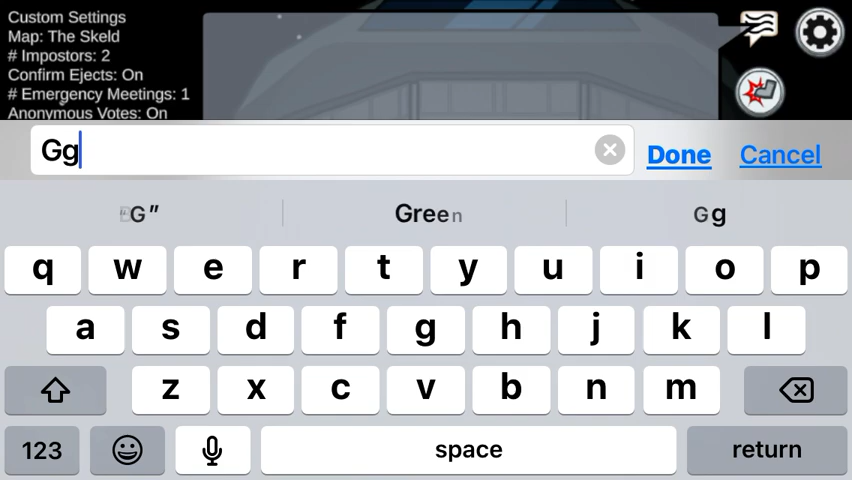 Custom Settings
Map: The Skeld
# Impostors: 2
Confirm Ejects: On
# Emergency Meetings: 1
Anonymous Votes: On
Gg
Done
Cancel
Green
Gg
q w e r t y u i o p
a s d f g h j k l
z x c v b n m
123
space
return